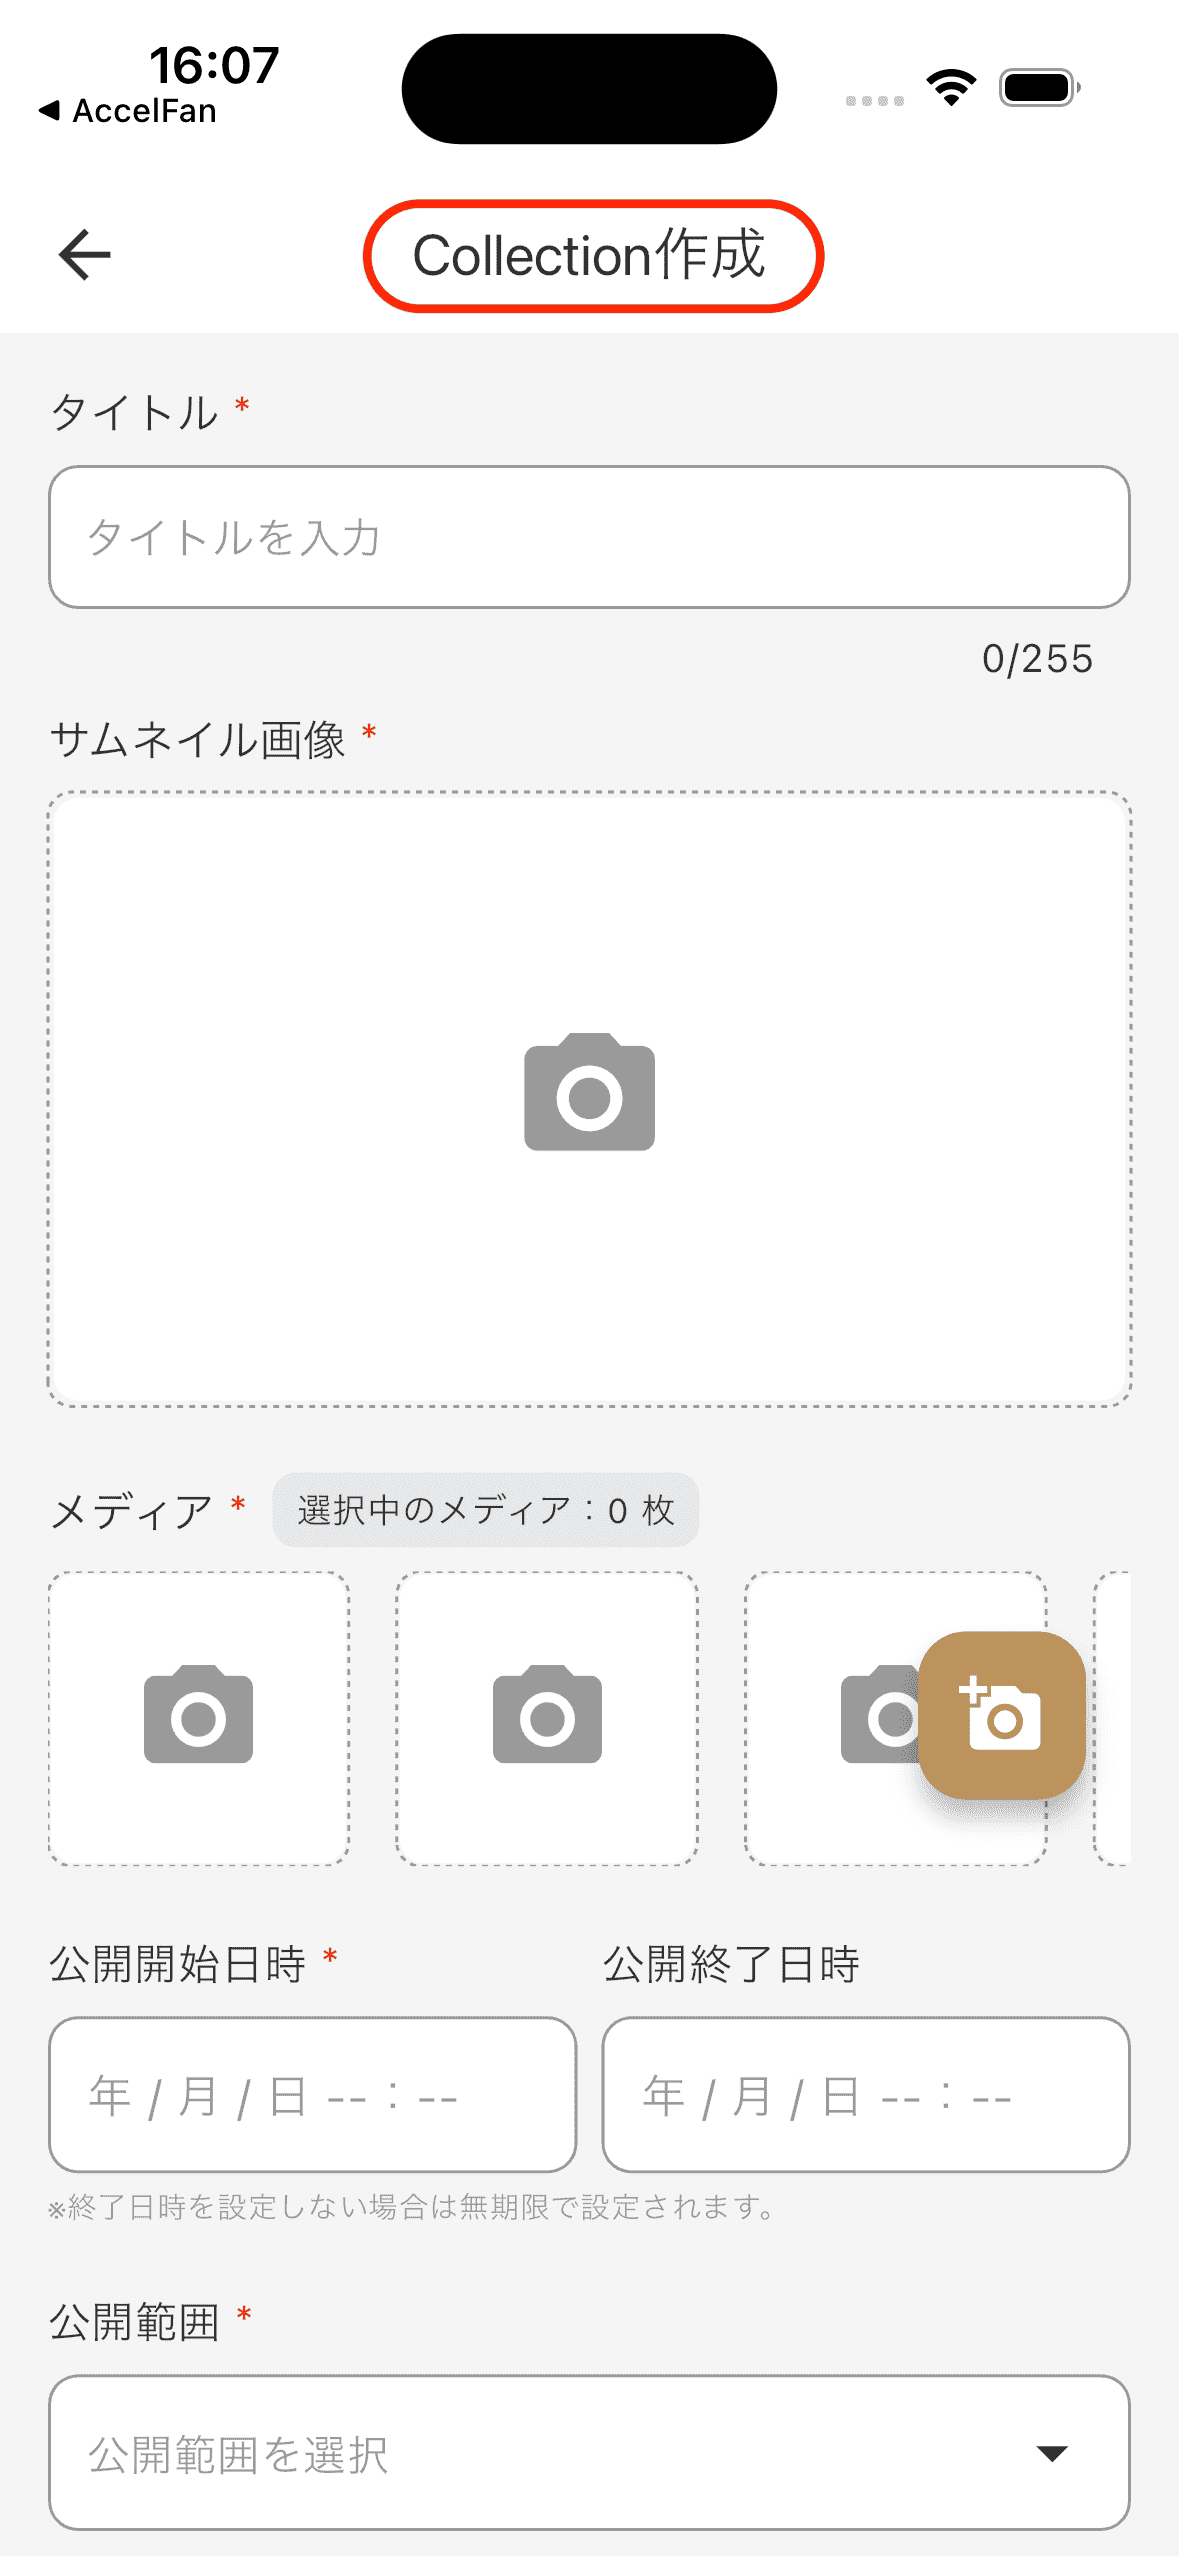 16:07
◀ AccelFan
Collection作成
タイトル *
タイトルを入力
0/255
サムネイル画像 *
メディア * 選択中のメディア：0 枚
公開開始日時 * 公開終了日時
年 / 月 / 日 -- : -- 年 / 月 / 日 -- : --
※終了日時を設定しない場合は無期限で設定されます。
公開範囲 *
公開範囲を選択